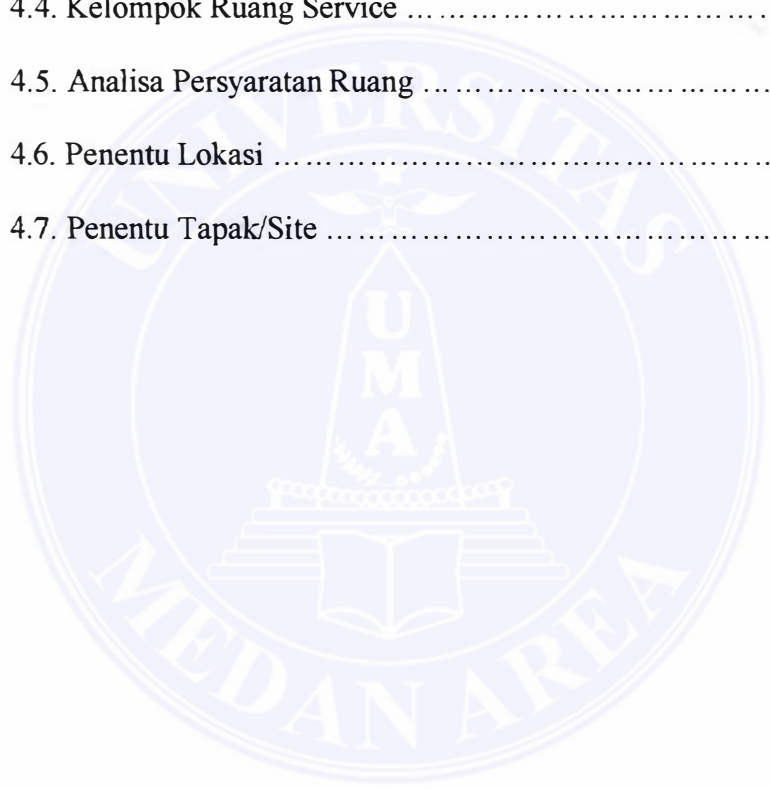 4.4. Kelompok Ruang Service ..............................
4.5. Analisa Persyaratan Ruang ..............................
4.6. Penentu Lokasi ..............................
4.7. Penentu Tapak/Site ..............................
UNIVERSITAS
UMA
MEDAN AREA